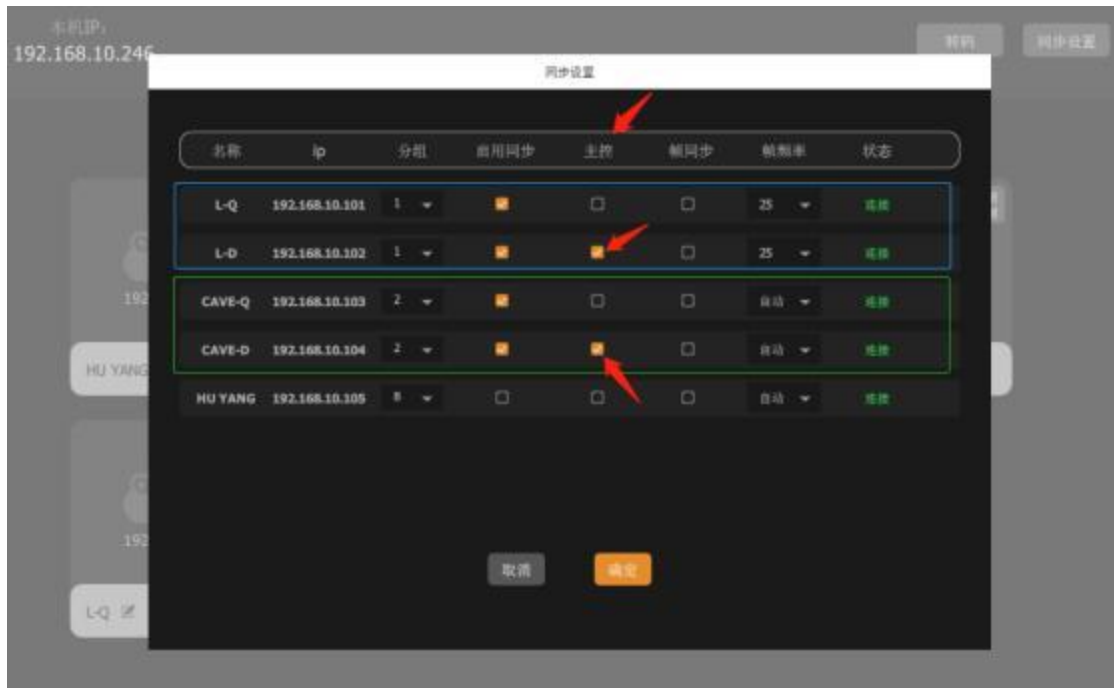 本机IP：
192.168.10.246
转码
同步设置
同步设置
名称 ip 分组 启用同步 主控 帧同步 帧频率 状态
L-Q 192.168.10.101 1 25 连接
L-D 192.168.10.102 1 25 连接
CAVE-Q 192.168.10.103 2 自动 连接
CAVE-D 192.168.10.104 2 自动 连接
HU YANG 192.168.10.105 8 自动 连接
192
HU YANG
192
L-Q
取消
确定